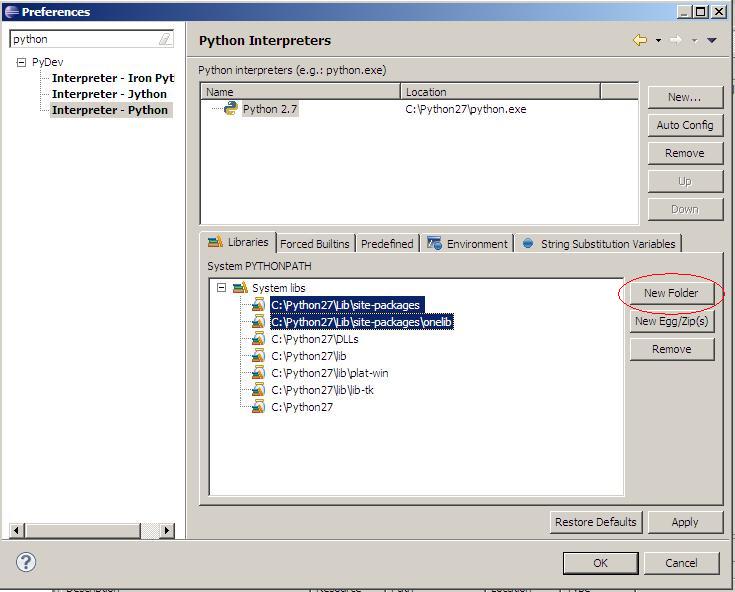 Preferences
python
PyDev
Interpreter - Iron Pyt
Interpreter - Jython
Interpreter - Python
Python Interpreters
Python interpreters (e.g.: python.exe)
Name Location
Python 2.7 C:\Python27\python.exe
New...
Auto Config
Remove
Up
Down
Libraries Forced Builtins Predefined Environment String Substitution Variables
System PYTHONPATH
System libs
C:\Python27\Lib\site-packages
C:\Python27\Lib\site-packages\onelib
C:\Python27\DLLs
C:\Python27\lib
C:\Python27\lib\plat-win
C:\Python27\lib\lib-tk
C:\Python27
New Folder
New Egg/Zip(s)
Remove
Restore Defaults Apply
? OK Cancel